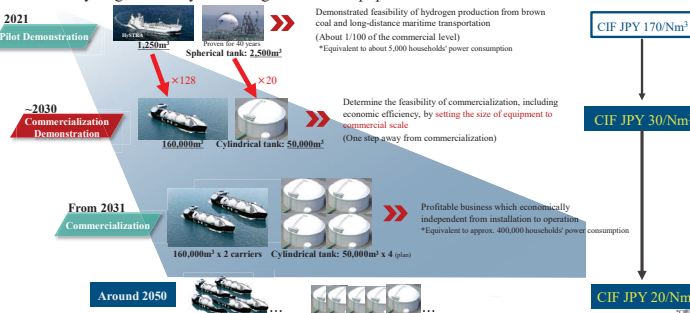 2021
Pilot Demonstration
HySTRA
1,250m³
Proven for 40 years
Spherical tank: 2,500m³
Demonstrated feasibility of hydrogen production from brown
coal and long-distance maritime transportation
(About 1/100 of the commercial level)
*Equivalent to about 5,000 households' power consumption
CIF JPY 170/Nm³
×128
×20
~2030
Commercialization
Demonstration
160,000m³
Cylindrical tank: 50,000m³
Determine the feasibility of commercialization, including
economic efficiency, by setting the size of equipment to
commercial scale
(One step away from commercialization)
CIF JPY 30/Nm
From 2031
Commercialization
160,000m³ x 2 carriers
Cylindrical tank: 50,000m³ x 4 (plan)
Profitable business which economically
independent from installation to operation
*Equivalent to approx. 400,000 households' power consumption
Around 2050
...
...
CIF JPY 20/Nm